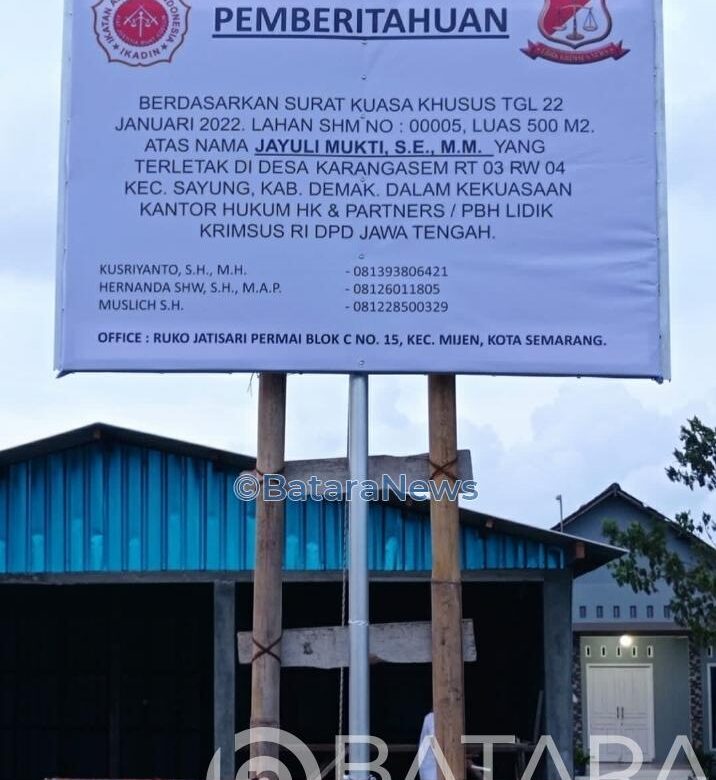 PEMBERITAHUAN
IKADIN
BERDASARKAN SURAT KUASA KHUSUS TGL 22
JANUARI 2022. LAHAN SHM NO : 00005, LUAS 500 M2.
ATAS NAMA JAYULI MUKTI, S.E., M.M. YANG
TERLETAK DI DESA KARANGASEM RT 03 RW 04
KEC. SAYUNG, KAB. DEMAK. DALAM KEKUASAAN
KANTOR HUKUM HK & PARTNERS / PBH LIDIK
KRIMSUS RI DPD JAWA TENGAH.
KUSRIYANTO, S.H., M.H. - 081393806421
HERNANDA SHW, S.H., M.A.P. - 08126011805
MUSLICH S.H. - 081228500329
OFFICE : RUKO JATISARI PERMAI BLOK C NO. 15, KEC. MIJEN, KOTA SEMARANG.
©BataraNews
BATARA